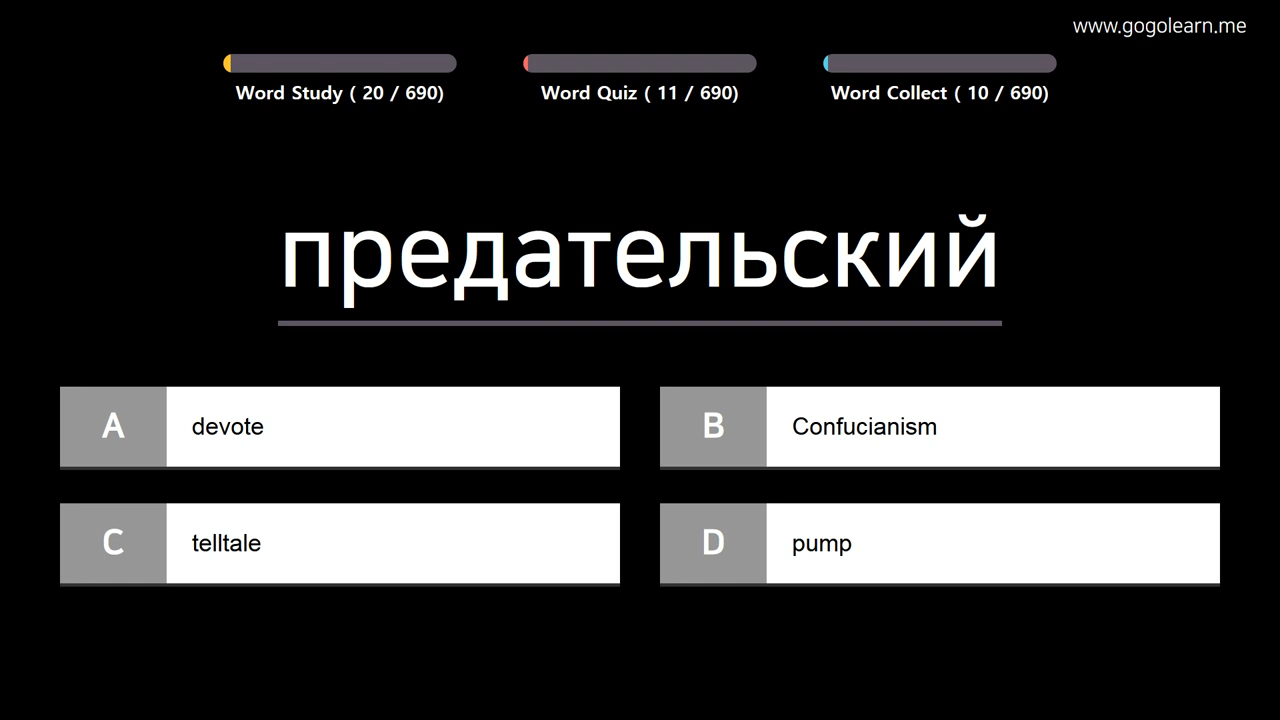 www.gogolearn.me
Word Study ( 20 / 690)
Word Quiz ( 11 / 690)
Word Collect ( 10 / 690)
предательский
A devote
B Confucianism
C telltale
D pump